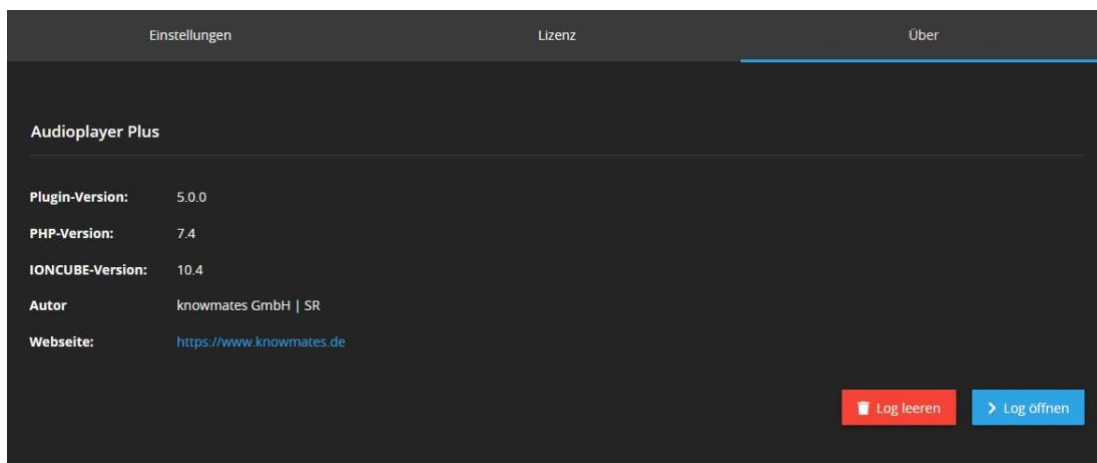 Einstellungen Lizenz Über
Audioplayer Plus
Plugin-Version: 5.0.0
PHP-Version: 7.4
IONCUBE-Version: 10.4
Autor knowmates GmbH | SR
Webseite: https://www.knowmates.de
Log leeren Log öffnen